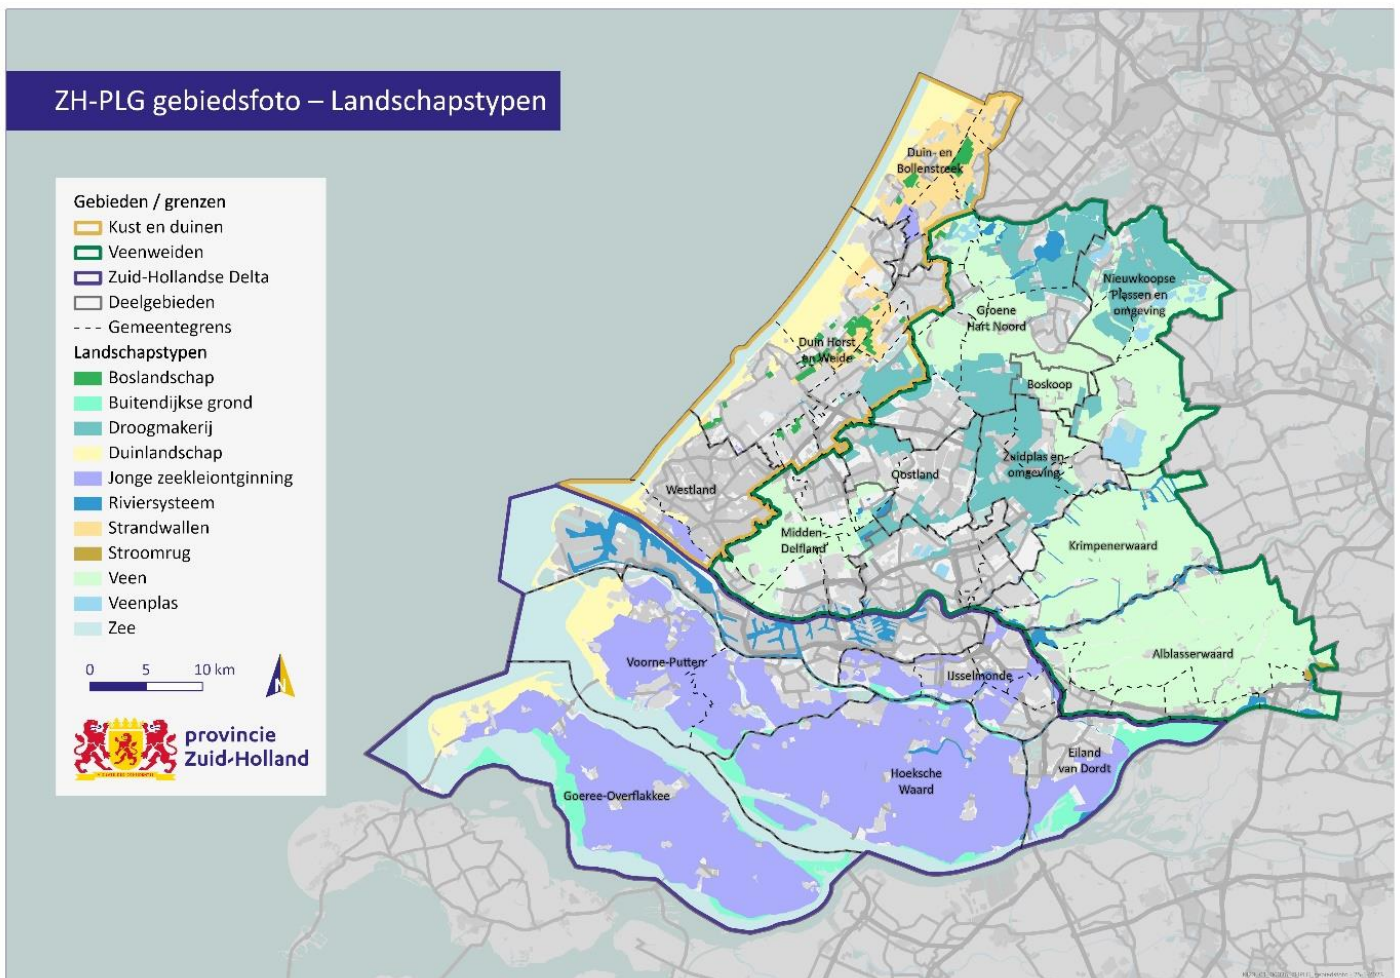 ZH-PLG gebiedsfoto – Landschapstypen
Gebieden / grenzen
Kust en duinen
Veenweiden
Zuid-Hollandse Delta
Deelgebieden
Gemeentegrens
Landschapstypen
Boslandschap
Buitendijkse grond
Droogmakerij
Duinlandschap
Jonge zeekleiontginning
Riviersysteem
Strandwallen
Stroomrug
Veen
Veenplas
Zee
0 5 10 km
N
provincie
Zuid-Holland
Duin- en
Bollenstreek
Nieuwkoopse
Plassen en
omgeving
Groene
Hart Noord
Duin Horst
en Weide
Boskoop
Zuidplas en
omgeving
Oostland
Westland
Midden-
Delfland
Krimpenerwaard
Alblasserwaard
Voorne-Putten
IJsselmonde
Eiland
van Dordt
Hoeksche
Waard
Goeree-Overflakkee